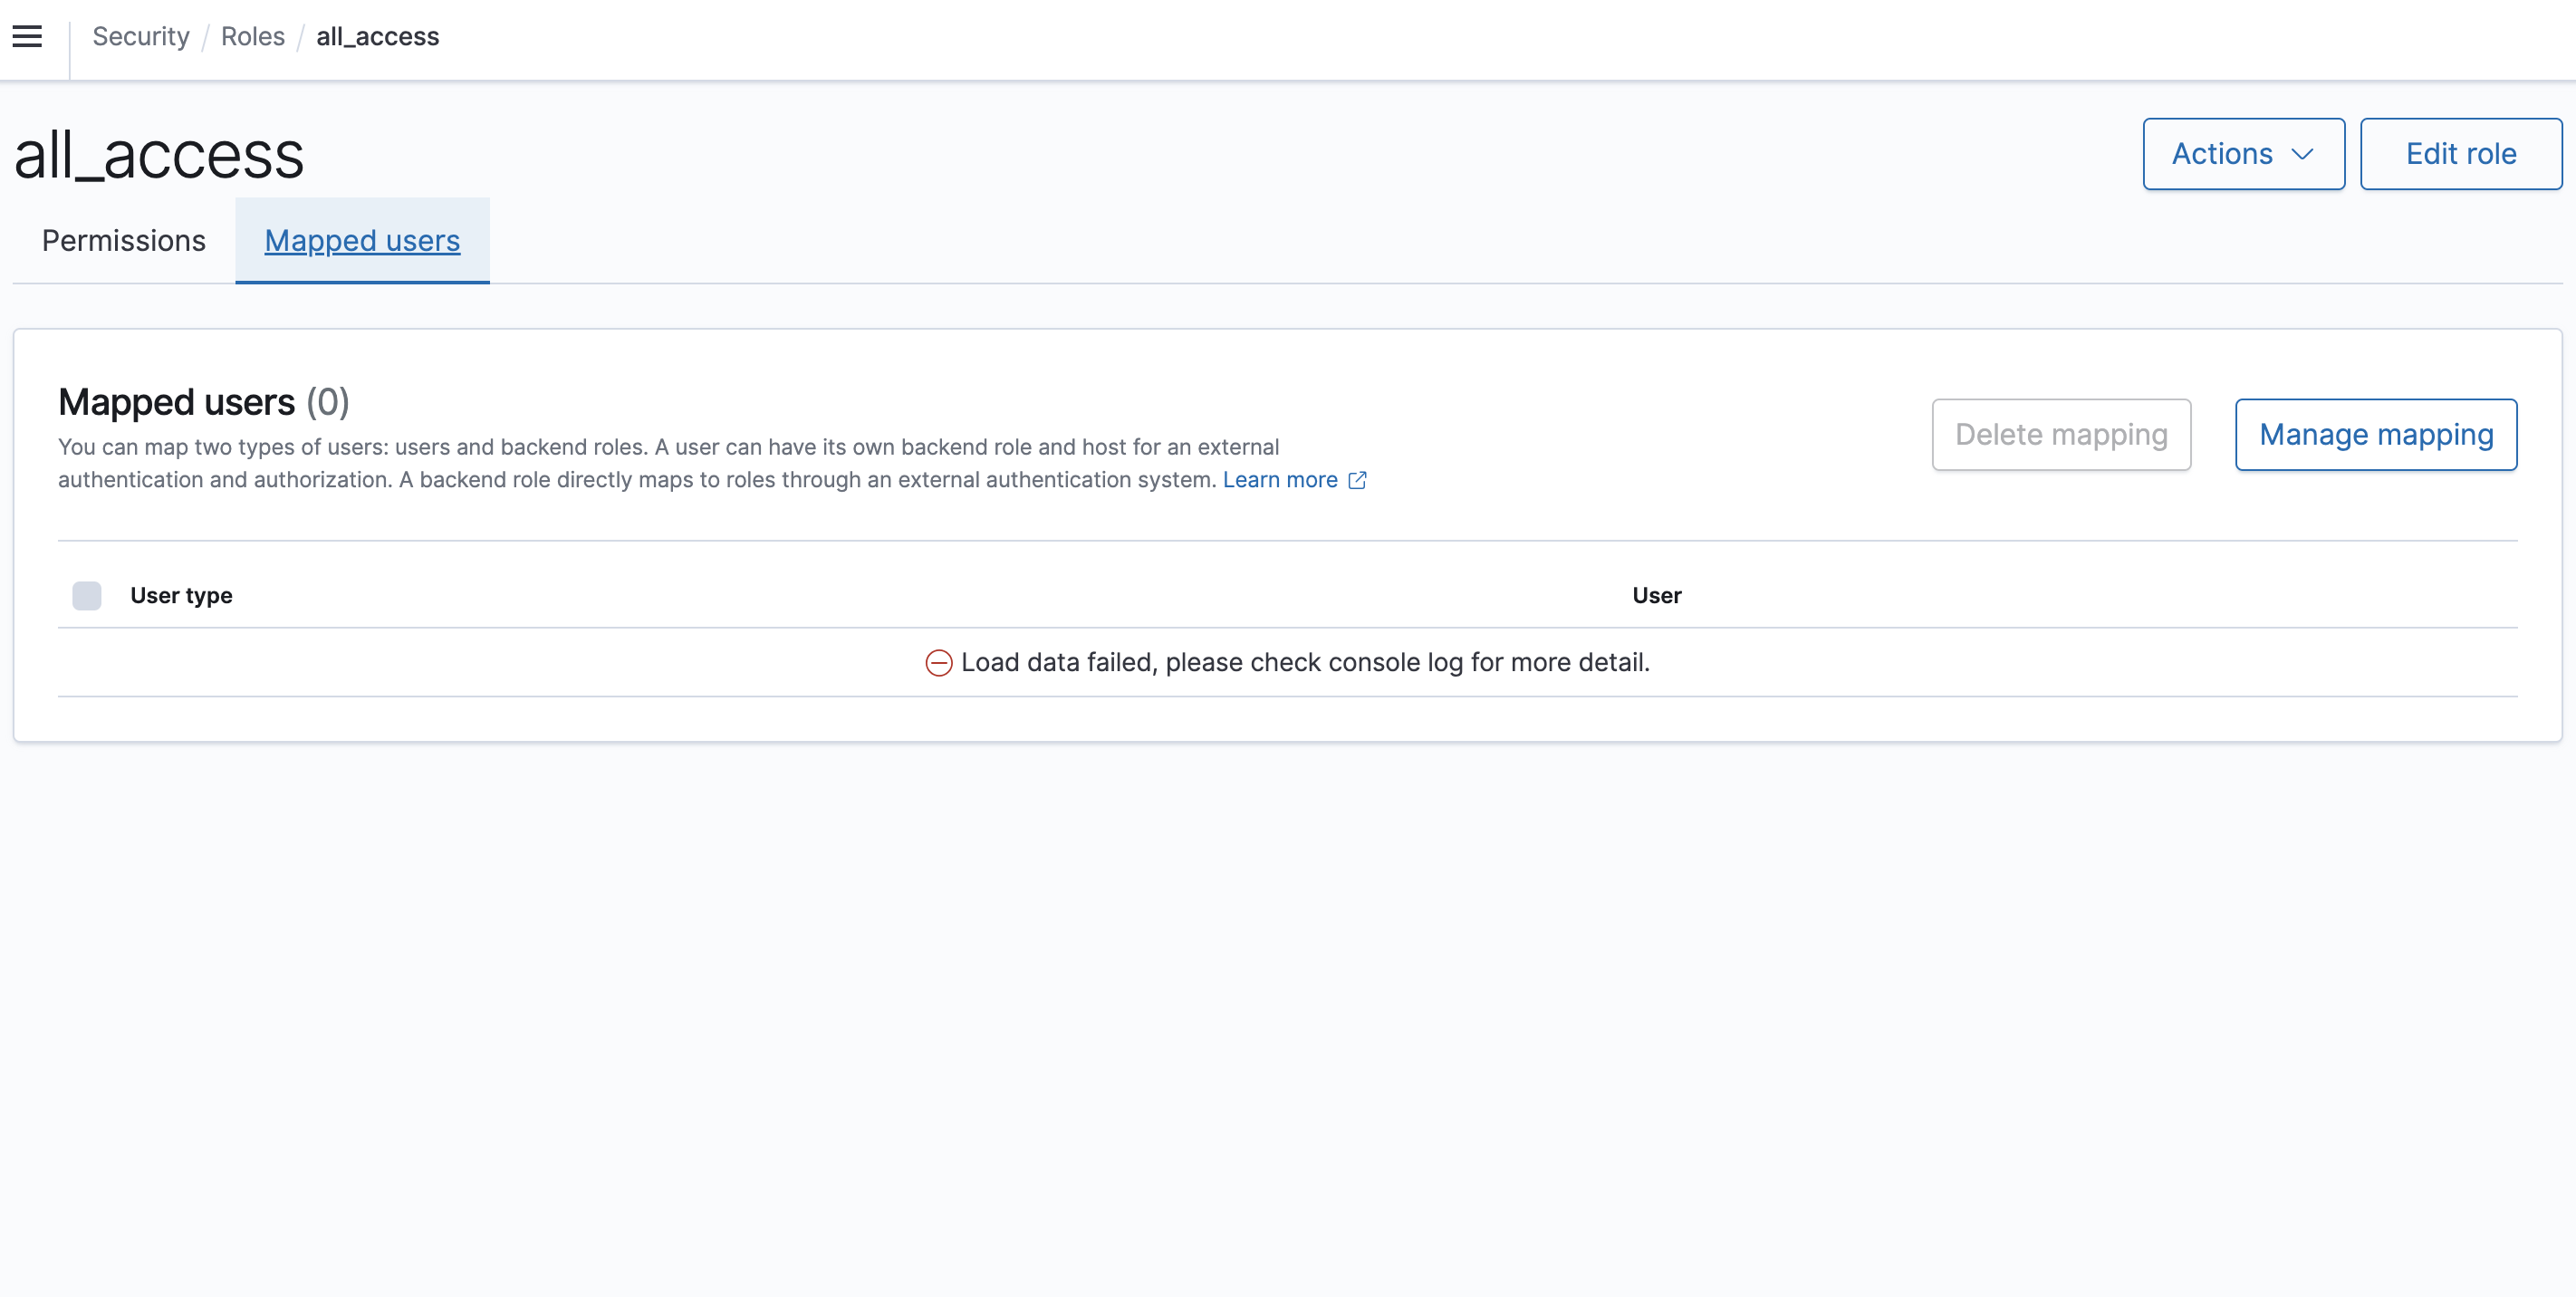 Security / Roles / all_access
all_access
Actions
Edit role
Permissions
Mapped users
Mapped users (0)
You can map two types of users: users and backend roles. A user can have its own backend role and host for an external
authentication and authorization. A backend role directly maps to roles through an external authentication system. Learn more
Delete mapping
Manage mapping
User type
User
Load data failed, please check console log for more detail.